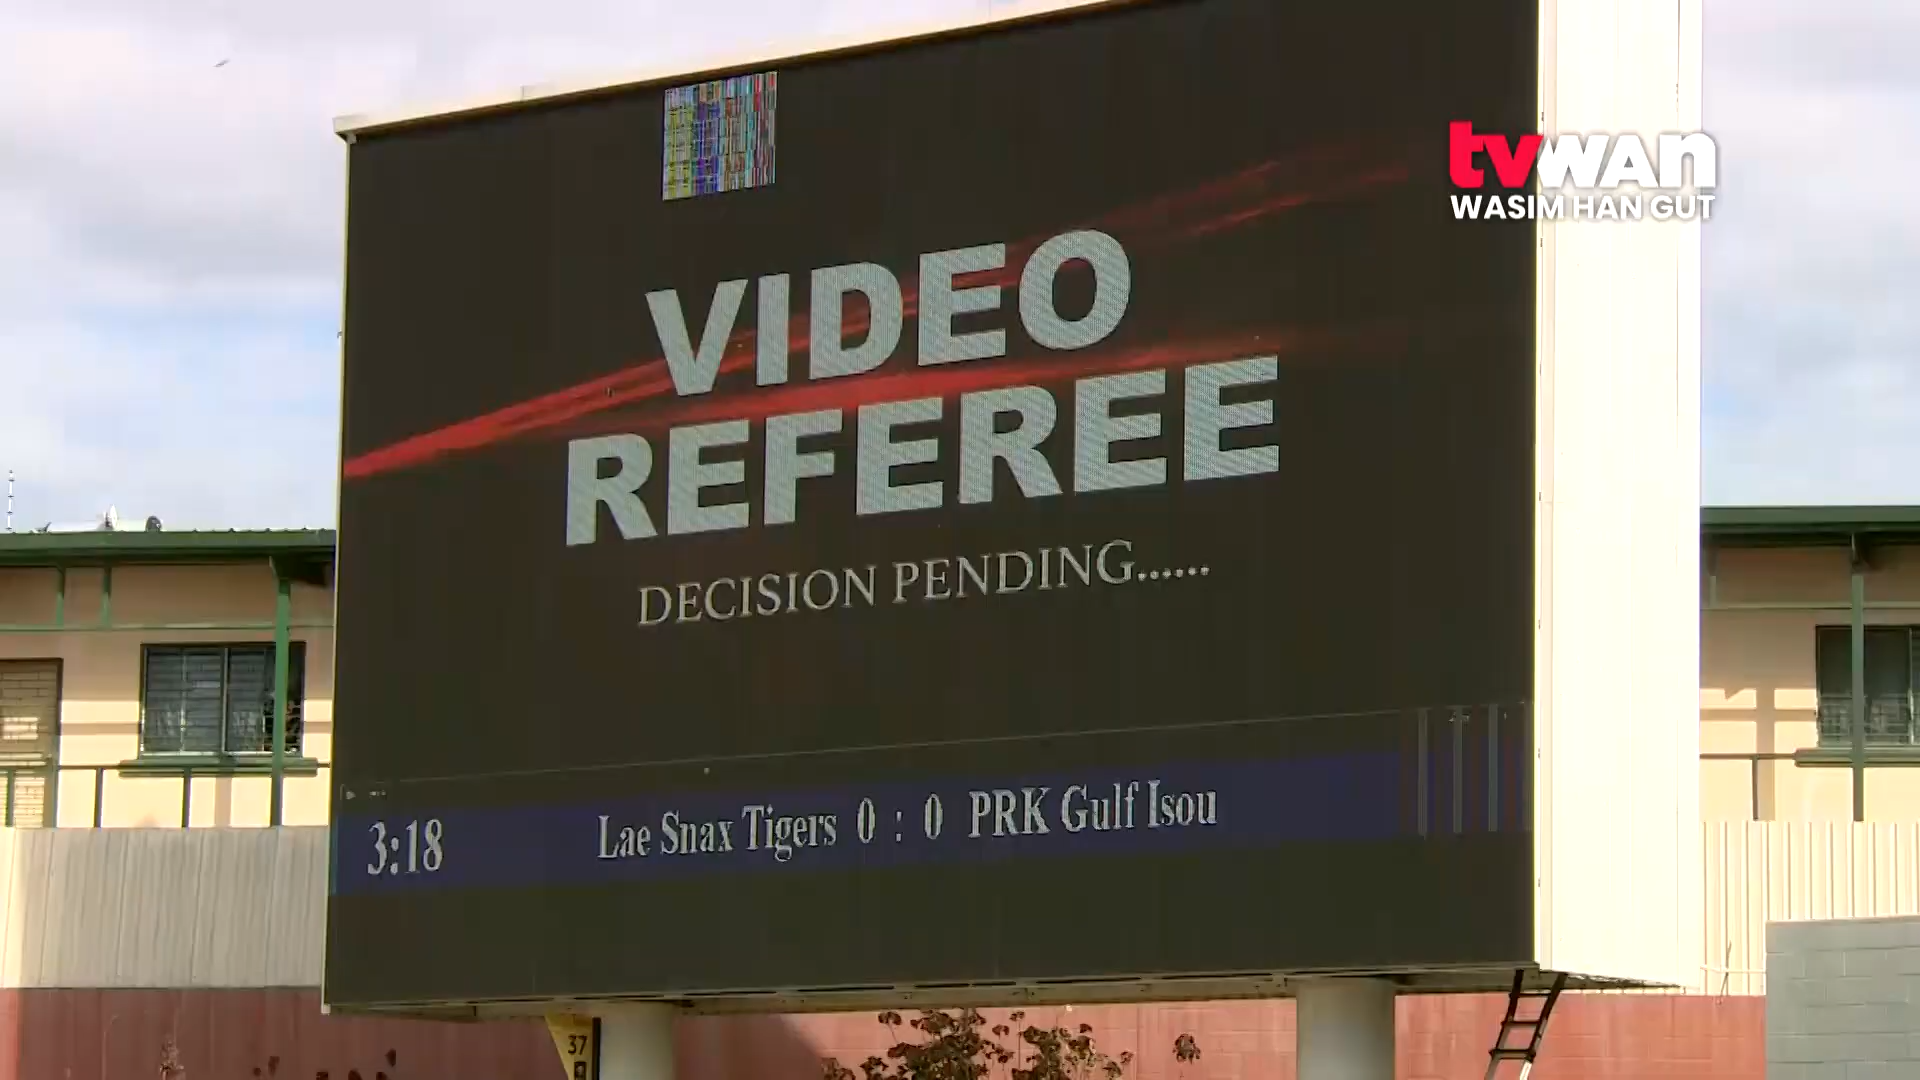 tvwan
WASIM HAN GUT
VIDEO
REFEREE
DECISION PENDING......
3:18 Lae Snax Tigers 0 : 0 PRK Gulf Isou
37